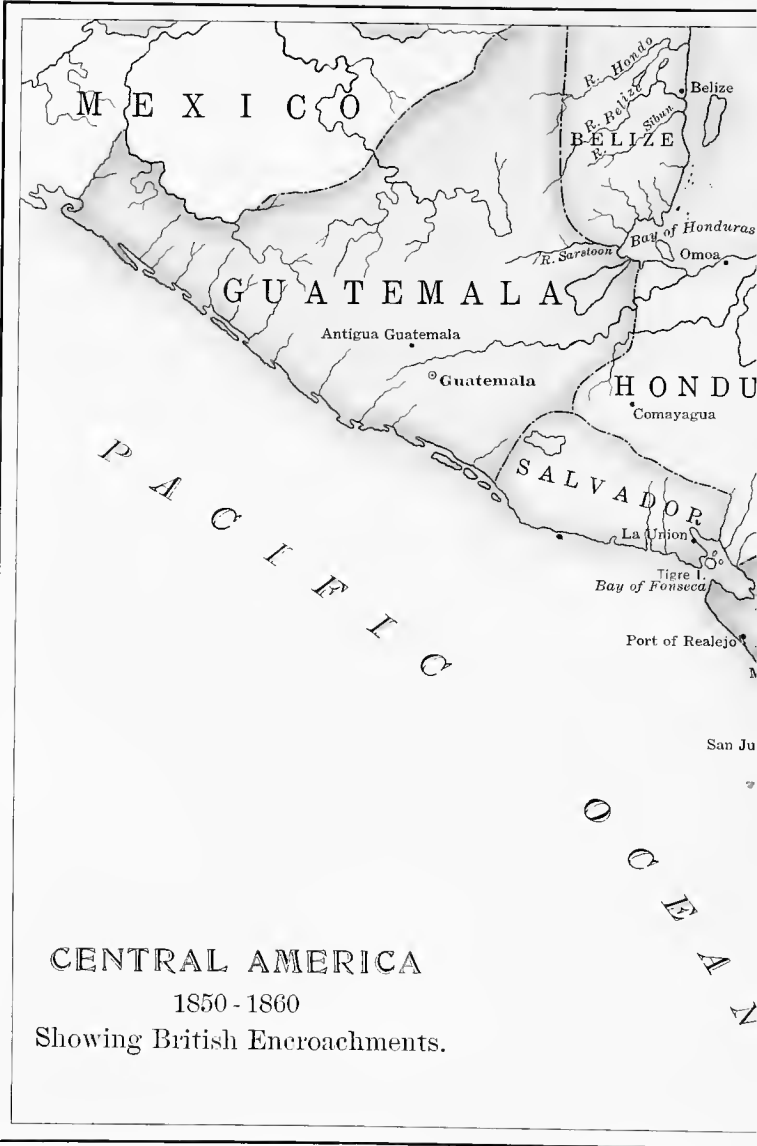 MEXICO
R. Hondo
Belize
R. Belize
R. Sibun
BELIZE
Bay of Honduras
R. Sarstoon
Omoa
GUATEMALA
Antigua Guatemala
Guatemala
HONDU
Comayagua
SALVADOR
La Union
Tigre I.
Bay of Fonseca
Port of Realejo
M
San Ju
PACIFIC
OCEAN
CENTRAL AMERICA
1850-1860
Showing British Encroachments.